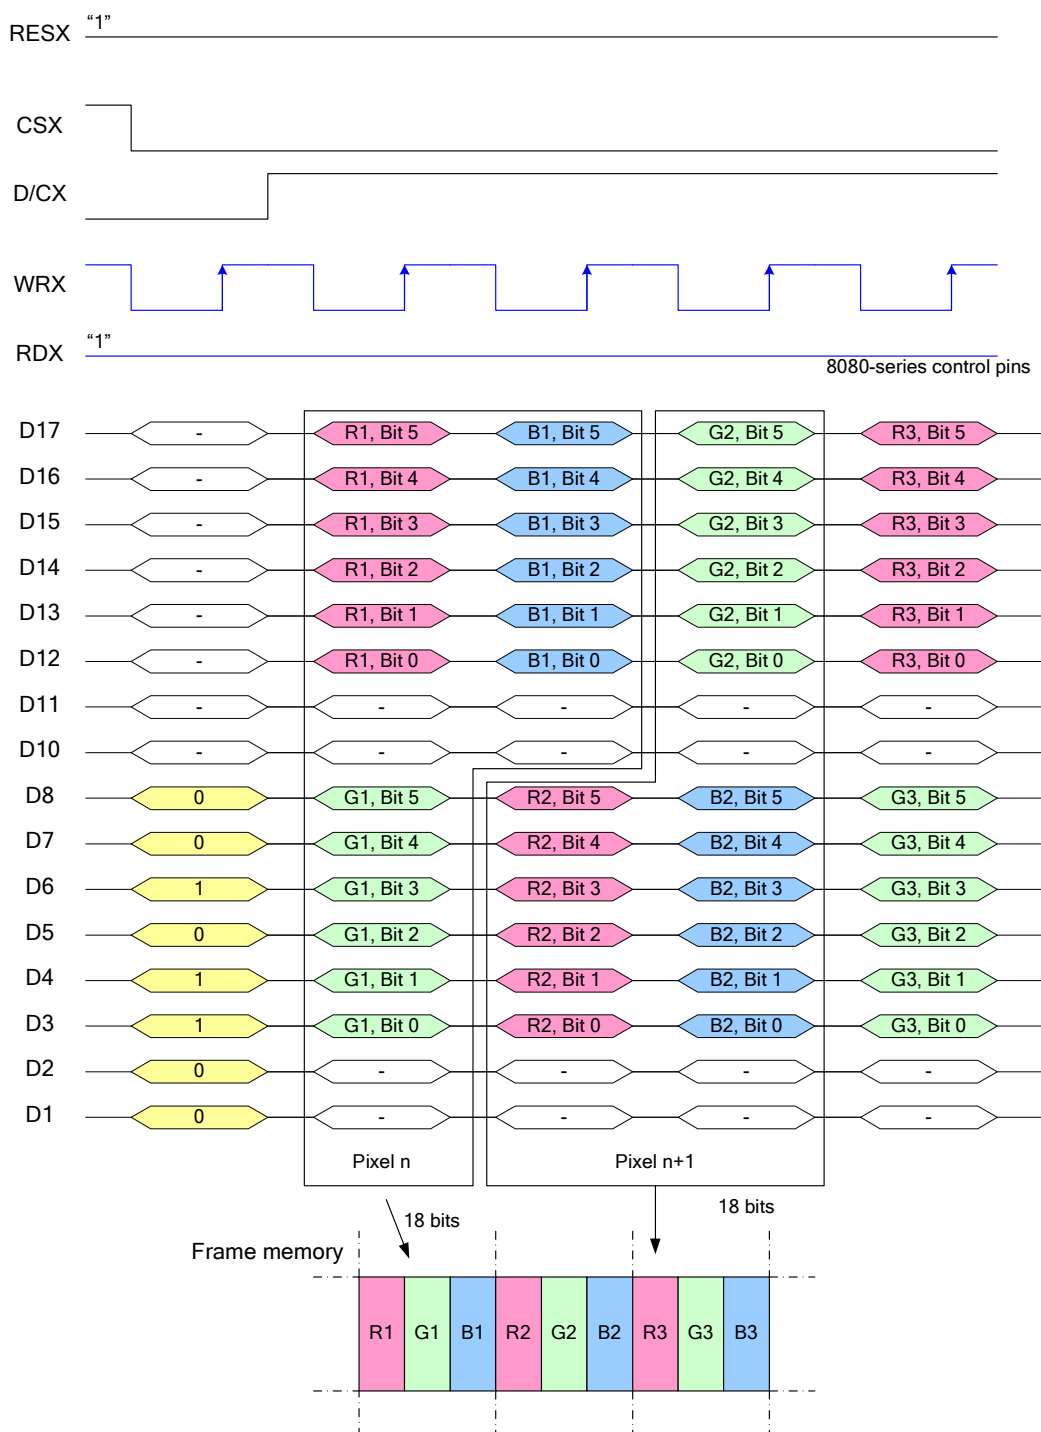 RESX "1"
CSX
D/CX
WRX
RDX "1"
8080-series control pins
D17 - R1, Bit 5 B1, Bit 5 G2, Bit 5 R3, Bit 5
D16 - R1, Bit 4 B1, Bit 4 G2, Bit 4 R3, Bit 4
D15 - R1, Bit 3 B1, Bit 3 G2, Bit 3 R3, Bit 3
D14 - R1, Bit 2 B1, Bit 2 G2, Bit 2 R3, Bit 2
D13 - R1, Bit 1 B1, Bit 1 G2, Bit 1 R3, Bit 1
D12 - R1, Bit 0 B1, Bit 0 G2, Bit 0 R3, Bit 0
D11 - - - - -
D10 - - - - -
D8 0 G1, Bit 5 R2, Bit 5 B2, Bit 5 G3, Bit 5
D7 0 G1, Bit 4 R2, Bit 4 B2, Bit 4 G3, Bit 4
D6 1 G1, Bit 3 R2, Bit 3 B2, Bit 3 G3, Bit 3
D5 0 G1, Bit 2 R2, Bit 2 B2, Bit 2 G3, Bit 2
D4 1 G1, Bit 1 R2, Bit 1 B2, Bit 1 G3, Bit 1
D3 1 G1, Bit 0 R2, Bit 0 B2, Bit 0 G3, Bit 0
D2 0 - - - -
D1 0 - - - -
Pixel n Pixel n+1
18 bits 18 bits
Frame memory
R1 G1 B1 R2 G2 B2 R3 G3 B3